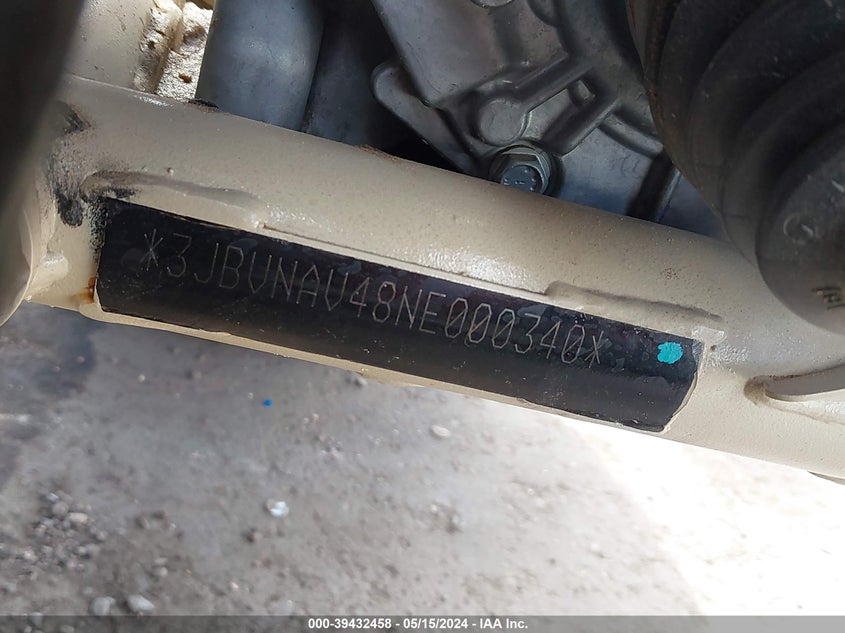 *3JBVNAV48NE000340*
000-39432458 - 05/15/2024 - IAA Inc.